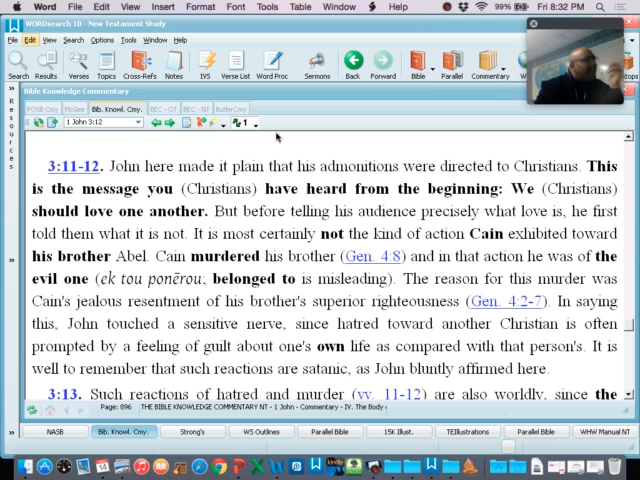 Word File Edit View Insert Format Font Tools Table Window Help 99% Fri 8:32 PM
WORDsearch 10 - New Testament Study
File Edit View Search Options Tools Window Help
Search Results Verses Topics Cross-Refs Notes IVS Verse List Word Proc Sermons Back Forward Bible Parallel Commentary
Bible Knowledge Commentary
POSB Cmy McGee Bib. Knowl. Cmy. BEC - OT BEC - NT ButlerCmy
1 John 3:12 1
Resources
3:11-12. John here made it plain that his admonitions were directed to Christians. This
is the message you (Christians) have heard from the beginning: We (Christians)
should love one another. But before telling his audience precisely what love is, he first
told them what it is not. It is most certainly not the kind of action Cain exhibited toward
his brother Abel. Cain murdered his brother (Gen. 4:8) and in that action he was of the
evil one (ek tou ponērou; belonged to is misleading). The reason for this murder was
Cain's jealous resentment of his brother's superior righteousness (Gen. 4:2-7). In saying
this, John touched a sensitive nerve, since hatred toward another Christian is often
prompted by a feeling of guilt about one's own life as compared with that person's. It is
well to remember that such reactions are satanic, as John bluntly affirmed here.
3:13. Such reactions of hatred and murder (vv. 11-12) are also worldly, since the
Page: 896 THE BIBLE KNOWLEDGE COMMENTARY NT - 1 John - Commentary - IV. The Body
NASB Bib. Knowl. Cmy. Strong's WS Outlines Parallel Bible 15K Illust. TEIllustations Parallel Bible WHW Manual NT